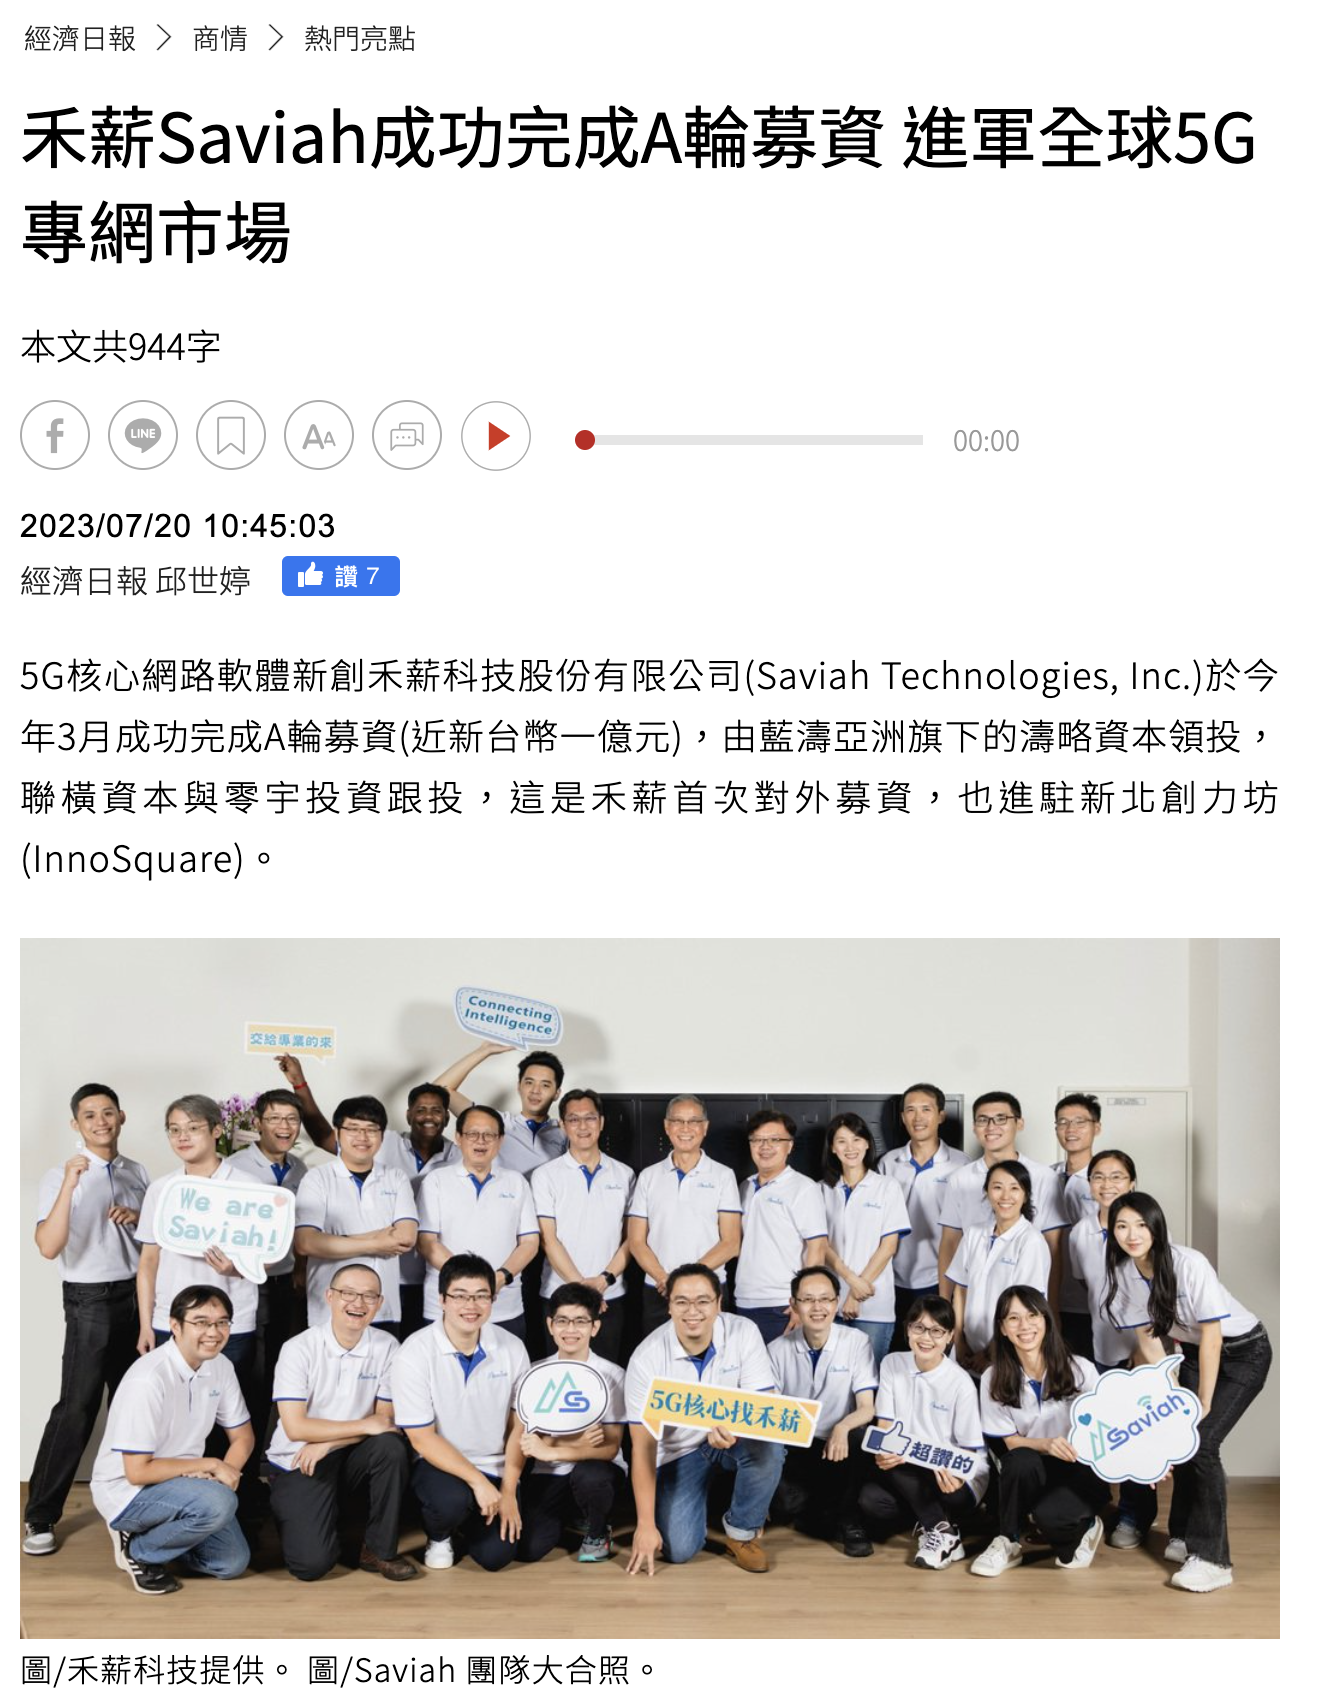 經濟日報 > 商情 > 熱門亮點
禾薪Saviah成功完成A輪募資 進軍全球5G
專網市場
本文共944字
LINE
AA
00:00
2023/07/20 10:45:03
經濟日報 邱世婷
讚 7
5G核心網路軟體新創禾薪科技股份有限公司(Saviah Technologies, Inc.)於今
年3月成功完成A輪募資(近新台幣一億元),由藍濤亞洲旗下的濤略資本領投,
聯橫資本與零宇投資跟投,這是禾薪首次對外募資,也進駐新北創力坊
(InnoSquare)。
Connecting
Intelligence
交給專業的來
We are
Saviah!
S
5G核心找禾薪
超讚的
Saviah
圖/禾薪科技提供。 圖/Saviah 團隊大合照。